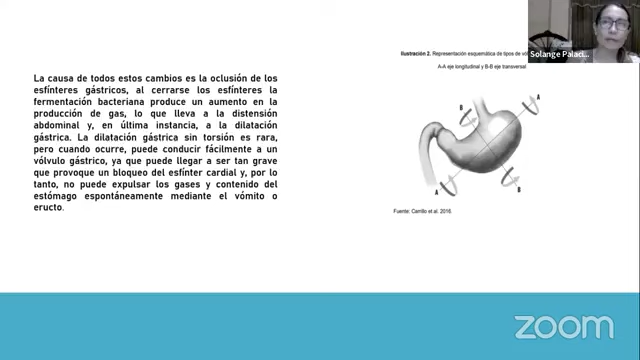 La causa de todos estos cambios es la oclusión de los
esfínteres gástricos, al cerrarse los esfínteres la
fermentación bacteriana produce un aumento en la
producción de gas, lo que lleva a la distensión
abdominal y, en última instancia, a la dilatación
gástrica. La dilatación gástrica sin torsión es rara,
pero cuando ocurre, puede conducir fácilmente a un
vólvulo gástrico, ya que puede llegar a ser tan grave
que provoque un bloqueo del esfínter cardial y, por lo
tanto, no puede expulsar los gases y contenido del
estómago espontáneamente mediante el vómito o
eructo.
Ilustración 2. Representación esquemática de tipos de
A-A eje longitudinal y B-B eje transversal
B
A
A
B
Fuente: Cerrillo et al. 2016.
Solange Palaci...
zoom